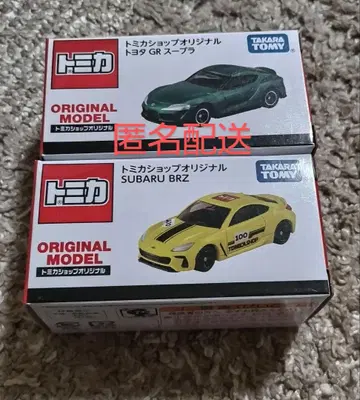 トミカ
トミカショップオリジナル
トヨタ GR スープラ
TAKARA
TOMY
ORIGINAL
MODEL
トミカショップオリジナル
匿名配送
トミカ
トミカショップオリジナル
SUBARU BRZ
TAKARA
TOMY
100
ORIGINAL
MODEL
トミカショップオリジナル